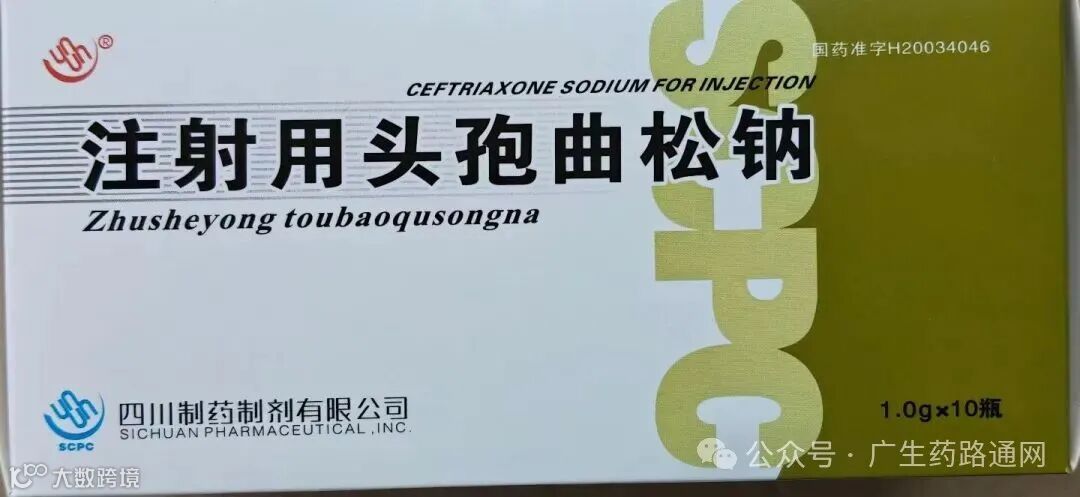 国药准字H20034046
CEFTRIAXONE SODIUM FOR INJECTION
注射用头孢曲松钠
Zhusheyong toubaoqusongna
SCPC
四川制药制剂有限公司
SICHUAN PHARMACEUTICAL ,INC.
SCPC
1.0g×10瓶
公众号·广生药路通网
大数跨境